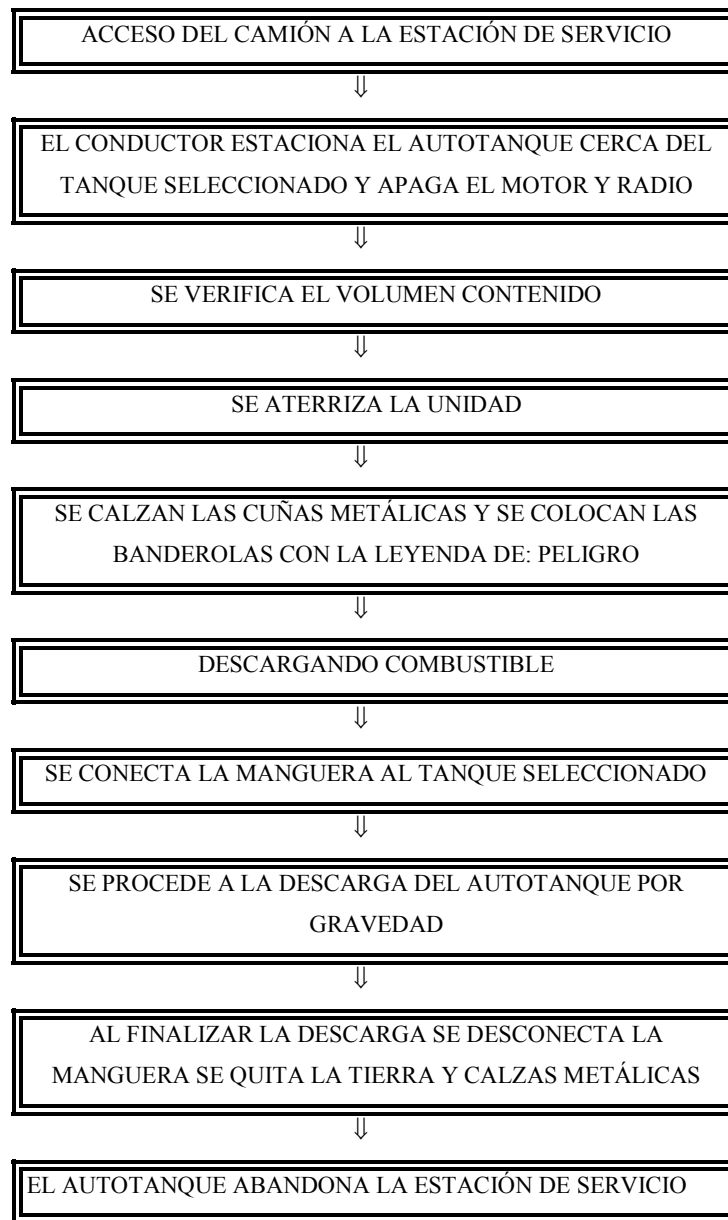 ACCESO DEL CAMIÓN A LA ESTACIÓN DE SERVICIO
⇓
EL CONDUCTOR ESTACIONA EL AUTOTANQUE CERCA DEL
TANQUE SELECCIONADO Y APAGA EL MOTOR Y RADIO
⇓
SE VERIFICA EL VOLUMEN CONTENIDO
⇓
SE ATERRIZA LA UNIDAD
⇓
SE CALZAN LAS CUÑAS METÁLICAS Y SE COLOCAN LAS
BANDEROLAS CON LA LEYENDA DE: PELIGRO
⇓
DESCARGANDO COMBUSTIBLE
⇓
SE CONECTA LA MANGUERA AL TANQUE SELECCIONADO
⇓
SE PROCEDE A LA DESCARGA DEL AUTOTANQUE POR
GRAVEDAD
⇓
AL FINALIZAR LA DESCARGA SE DESCONECTA LA
MANGUERA SE QUITA LA TIERRA Y CALZAS METÁLICAS
⇓
EL AUTOTANQUE ABANDONA LA ESTACIÓN DE SERVICIO